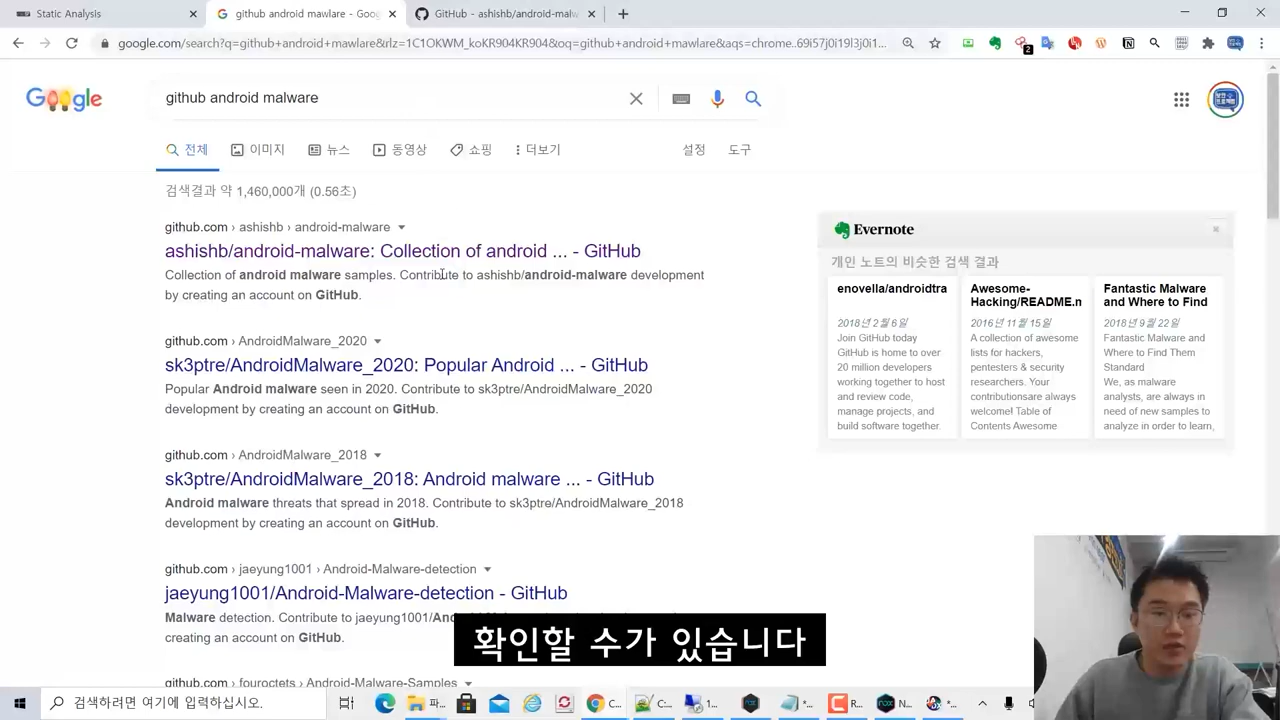 Static Analysis
github android malware - Goo
GitHub - ashishb/android-malw
google.com/search?q=github+android+mawlare&rlz=1C1OKWM_koKR904KR904&oq=github+android+mawlare&aqs=chrome..69i57j0i19l3j0i1...
2
Google
github android malware
전체
이미지
뉴스
동영상
쇼핑
더보기
설정
도구
검색결과 약 1,460,000개 (0.56초)
github.com › ashishb › android-malware
ashishb/android-malware: Collection of android ... - GitHub
Collection of android malware samples. Contribute to ashishb/android-malware development
by creating an account on GitHub.
github.com › AndroidMalware_2020
sk3ptre/AndroidMalware_2020: Popular Android ... - GitHub
Popular Android malware seen in 2020. Contribute to sk3ptre/AndroidMalware_2020
development by creating an account on GitHub.
github.com › AndroidMalware_2018
sk3ptre/AndroidMalware_2018: Android malware ... - GitHub
Android malware threats that spread in 2018. Contribute to sk3ptre/AndroidMalware_2018
development by creating an account on GitHub.
github.com › jaeyung1001 › Android-Malware-detection
jaeyung1001/Android-Malware-detection - GitHub
Malware detection. Contribute to jaeyung1001/
creating an account on GitHub.
github.com › fouroctets › Android-Malware-Samples
Evernote
개인 노트의 비슷한 검색 결과
enovella/androidtra
2018년 2월 6일
Join GitHub today
GitHub is home to over
20 million developers
working together to host
and review code,
manage projects, and
build software together.
Awesome-
Hacking/README.n
2016년 11월 15일
A collection of awesome
lists for hackers,
pentesters & security
researchers. Your
contributionsare always
welcome! Table of
Contents Awesome
Fantastic Malware
and Where to Find
2018년 9월 22일
Fantastic Malware and
Where to Find Them
Standard
We, as malware
analysts, are always in
need of new samples to
analyze in order to learn,
확인할 수가 있습니다
검색하려면 여기에 입력하십시오.
파...
C...
C...
1...
N...
R...
N...
*...